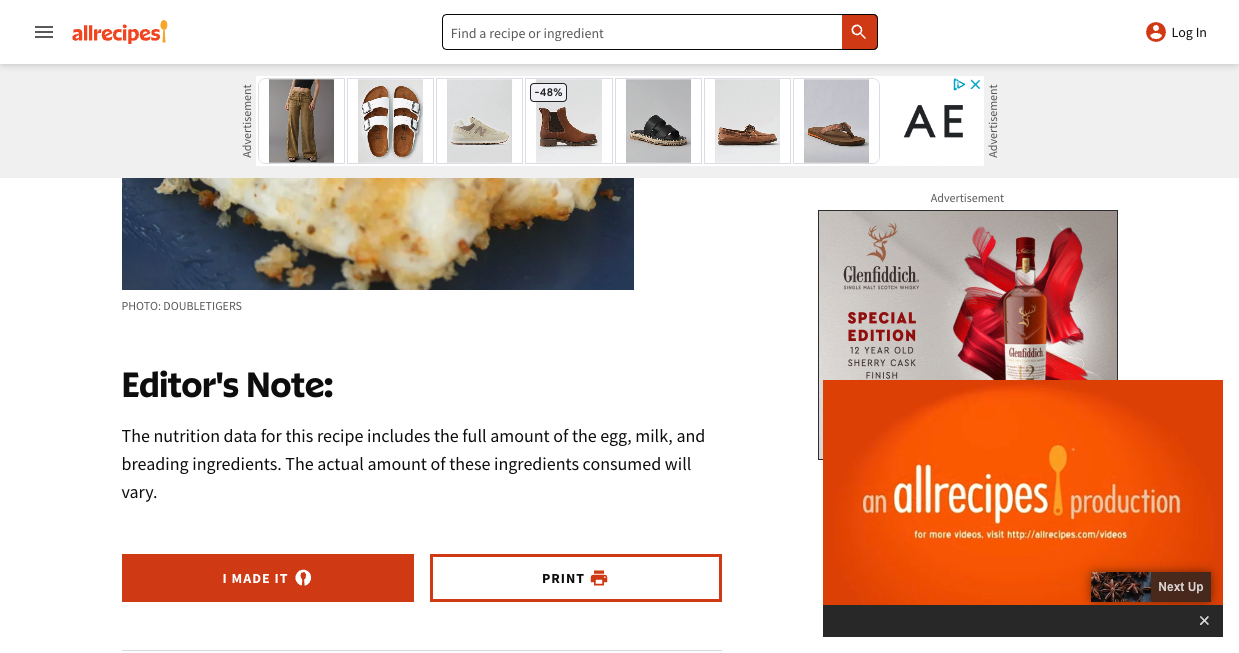 allrecipes
Find a recipe or ingredient
Log In
Advertisement
-48%
AE
Advertisement
PHOTO: DOUBLETIGERS
Editor's Note:
The nutrition data for this recipe includes the full amount of the egg, milk, and
breading ingredients. The actual amount of these ingredients consumed will
vary.
I MADE IT
PRINT
Advertisement
Glenfiddich
SINGLE MALT SCOTCH WHISKY
SPECIAL
EDITION
12 YEAR OLD
SHERRY CASK
FINISH
Glenfiddich
12
an allrecipes production
for more videos, visit http://allrecipes.com/videos
Next Up